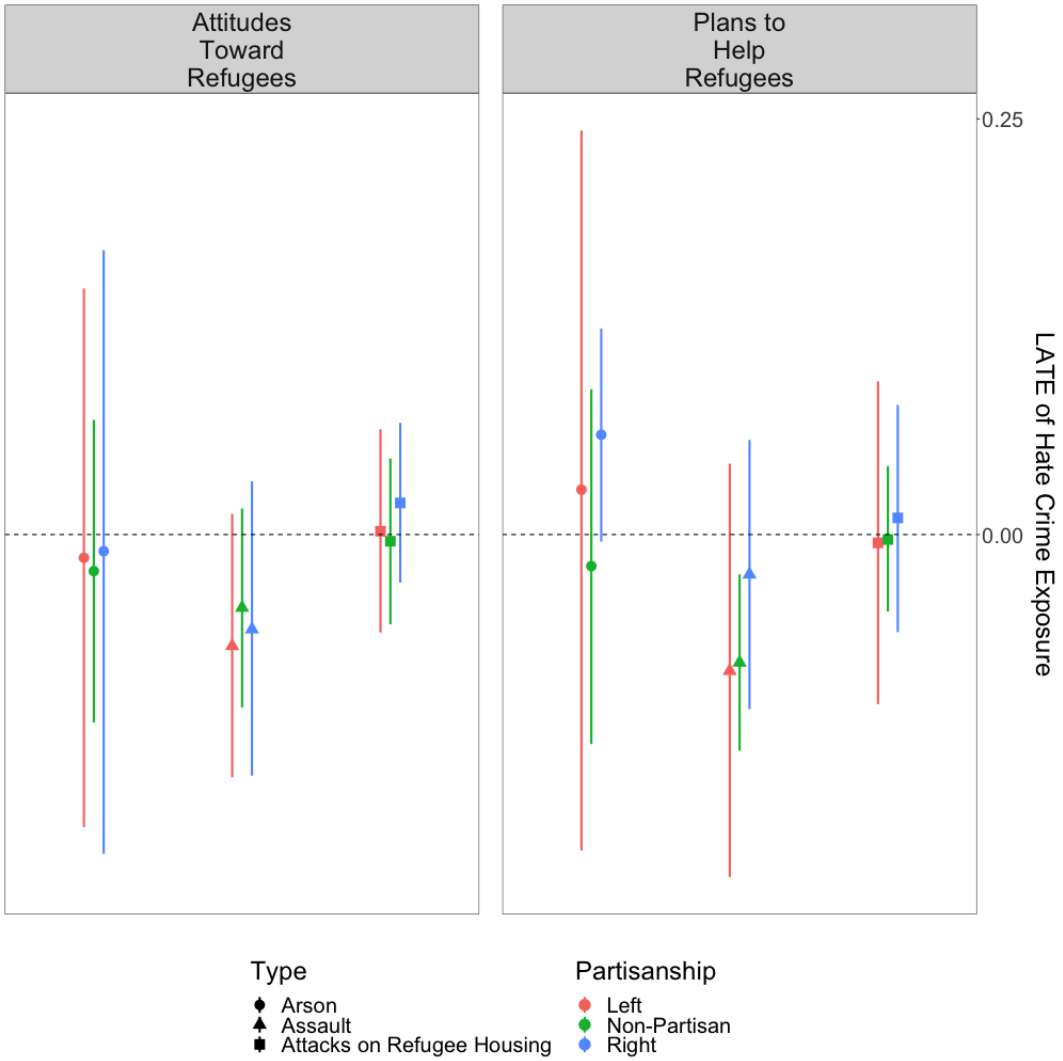 Attitudes
Toward
Refugees
Plans to
Help
Refugees
0.25
0.00
LATE of Hate Crime Exposure
Type
Arson
Assault
Attacks on Refugee Housing
Partisanship
Left
Non-Partisan
Right